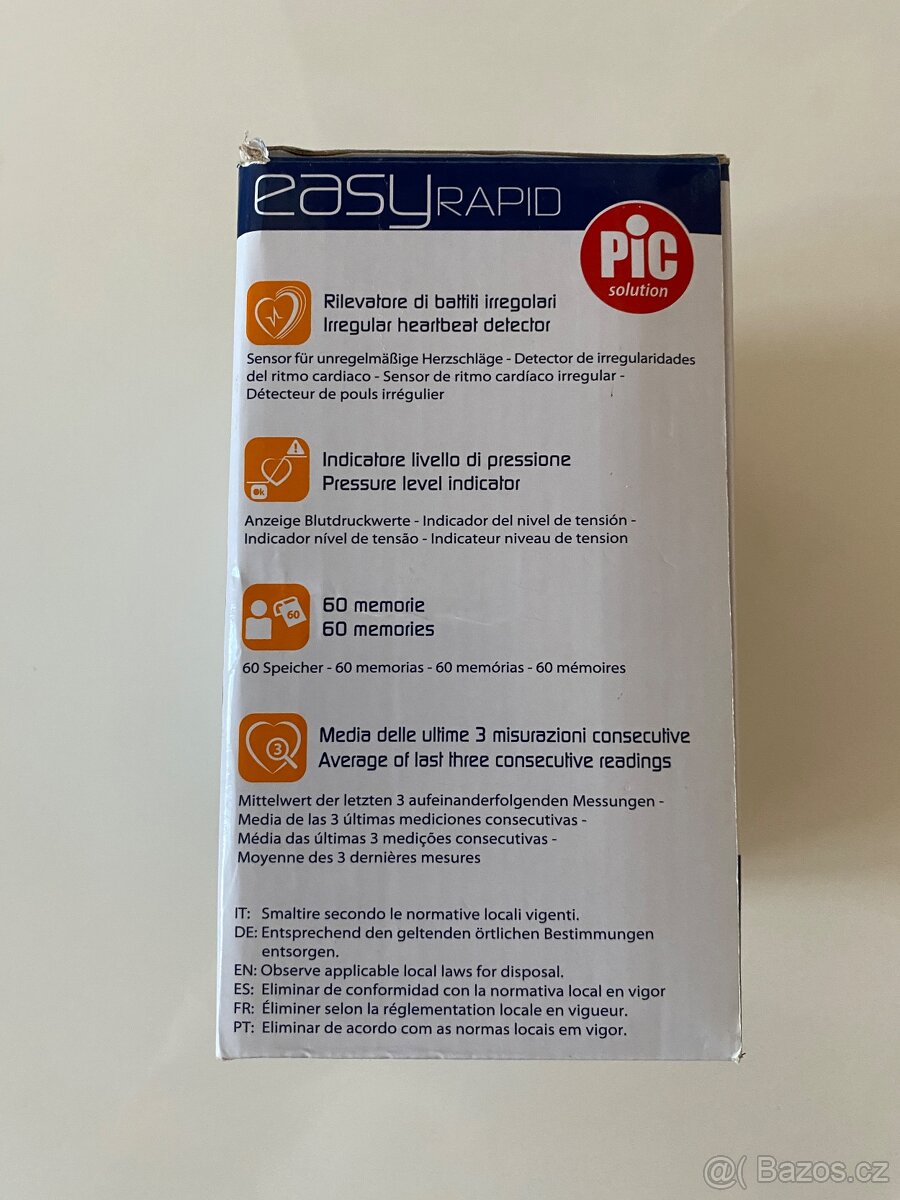 easy RAPID
PiC
solution
Rilevatore di battiti irregolari
Irregular heartbeat detector
Sensor für unregelmäßige Herzschläge - Detector de irregularidades
del ritmo cardiaco - Sensor de ritmo cardíaco irregular -
Détecteur de pouls irrégulier
!
Ok
Indicatore livello di pressione
Pressure level indicator
Anzeige Blutdruckwerte - Indicador del nivel de tensión -
Indicador nível de tensão - Indicateur niveau de tension
60
60 memorie
60 memories
60 Speicher - 60 memorias - 60 memórias - 60 mémoires
3
Media delle ultime 3 misurazioni consecutive
Average of last three consecutive readings
Mittelwert der letzten 3 aufeinanderfolgenden Messungen -
Media de las 3 últimas mediciones consecutivas -
Média das últimas 3 medições consecutivas -
Moyenne des 3 dernières mesures
IT: Smaltire secondo le normative locali vigenti.
DE: Entsprechend den geltenden örtlichen Bestimmungen
entsorgen.
EN: Observe applicable local laws for disposal.
ES: Eliminar de conformidad con la normativa local en vigor
FR: Éliminer selon la réglementation locale en vigueur.
PT: Eliminar de acordo com as normas locais em vigor.
@( Bazos.cz